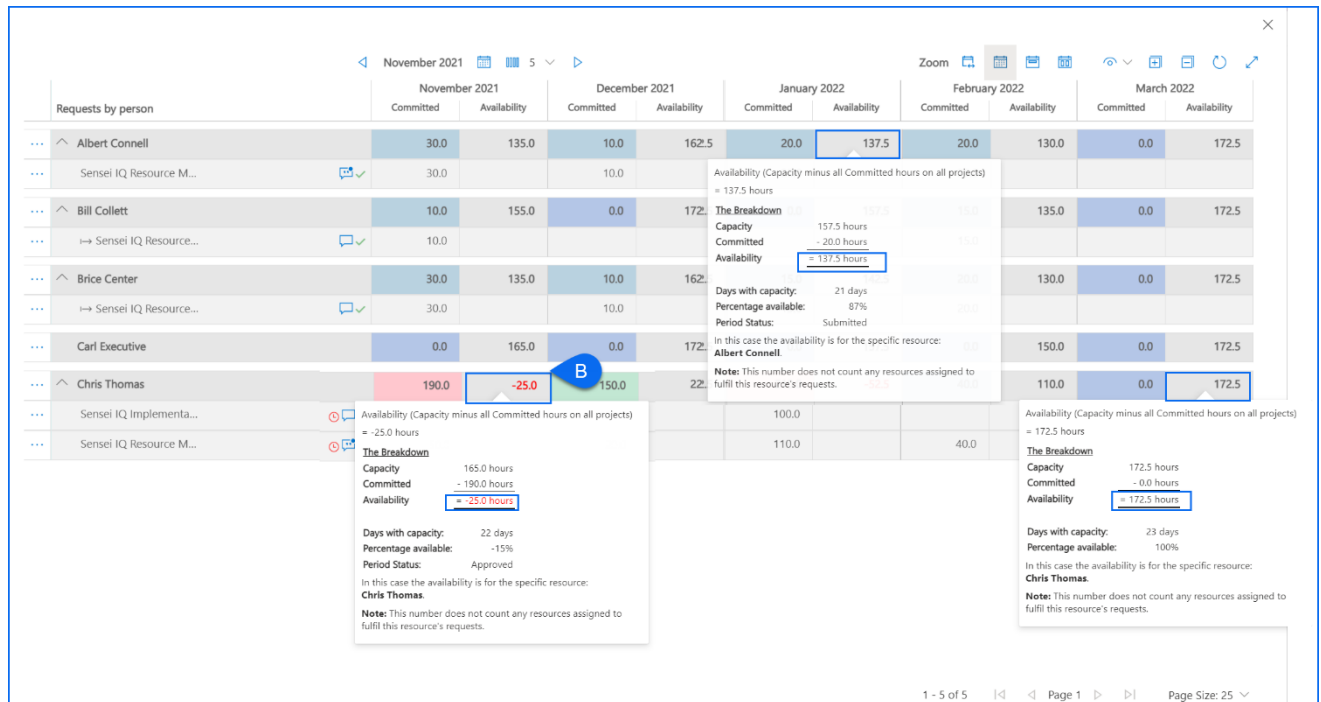 November 2021 5 Zoom
November 2021 December 2021 January 2022 February 2022 March 2022
Requests by person Committed Availability Committed Availability Committed Availability Committed Availability Committed Availability
Albert Connell 30.0 135.0 10.0 162.5 20.0 137.5 20.0 130.0 0.0 172.5
Sensei IQ Resource M... 30.0 10.0
Availability (Capacity minus all Committed hours on all projects)
= 137.5 hours
The Breakdown
Capacity 157.5 hours
Committed - 20.0 hours
Availability = 137.5 hours
Days with capacity: 21 days
Percentage available: 87%
Period Status: Submitted
In this case the availability is for the specific resource:
Albert Connell.
Note: This number does not count any resources assigned to
fulfil this resource's requests.
Bill Collett 10.0 155.0 0.0 172. 135.0 0.0 172.5
Sensei IQ Resource... 10.0
Brice Center 30.0 135.0 10.0 162. 130.0 0.0 172.5
Sensei IQ Resource... 30.0 10.0
Carl Executive 0.0 165.0 0.0 172. 150.0 0.0 172.5
B
Chris Thomas 190.0 -25.0 150.0 22. 110.0 0.0 172.5
Sensei IQ Implementa... 100.0
Sensei IQ Resource M... 110.0 40.0
Availability (Capacity minus all Committed hours on all projects)
= -25.0 hours
The Breakdown
Capacity 165.0 hours
Committed - 190.0 hours
Availability = -25.0 hours
Days with capacity: 22 days
Percentage available: -15%
Period Status: Approved
In this case the availability is for the specific resource:
Chris Thomas.
Note: This number does not count any resources assigned to
fulfil this resource's requests.
Availability (Capacity minus all Committed hours on all projects)
= 172.5 hours
The Breakdown
Capacity 172.5 hours
Committed - 0.0 hours
Availability = 172.5 hours
Days with capacity: 23 days
Percentage available: 100%
In this case the availability is for the specific resource:
Chris Thomas.
Note: This number does not count any resources assigned to
fulfil this resource's requests.
1 - 5 of 5 Page 1 Page Size: 25